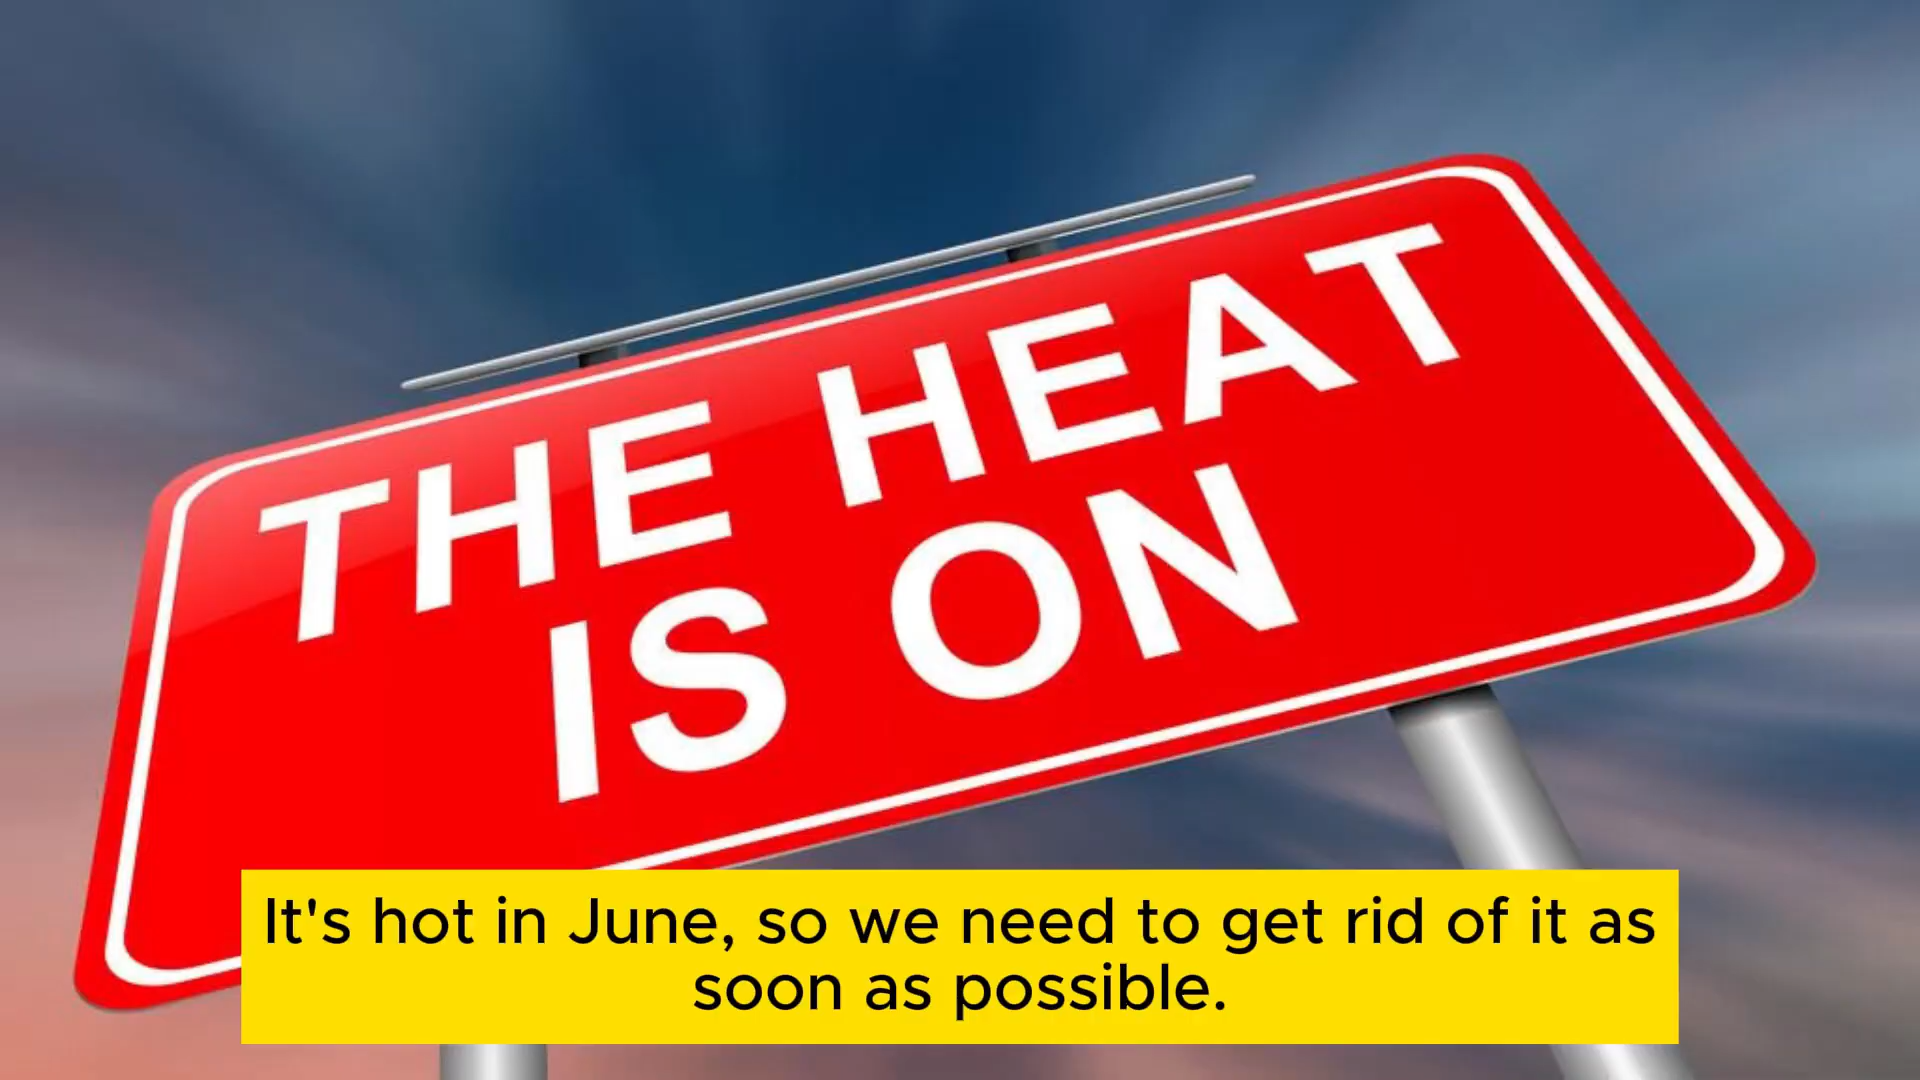 THE HEAT
IS ON
It's hot in June, so we need to get rid of it as
soon as possible.